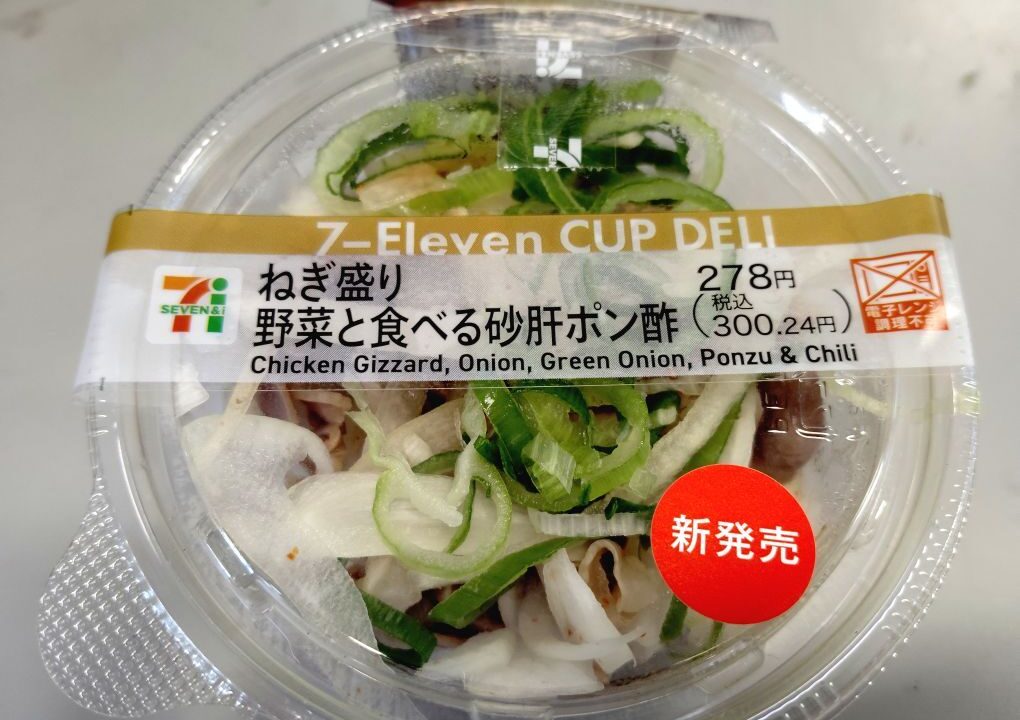 7-Eleven CUP DELI
SEVEN&i
ねぎ盛り
野菜と食べる砂肝ポン酢
278円
(税込
300.24円)
電子レンジ
調理不可
Chicken Gizzard, Onion, Green Onion, Ponzu & Chili
新発売